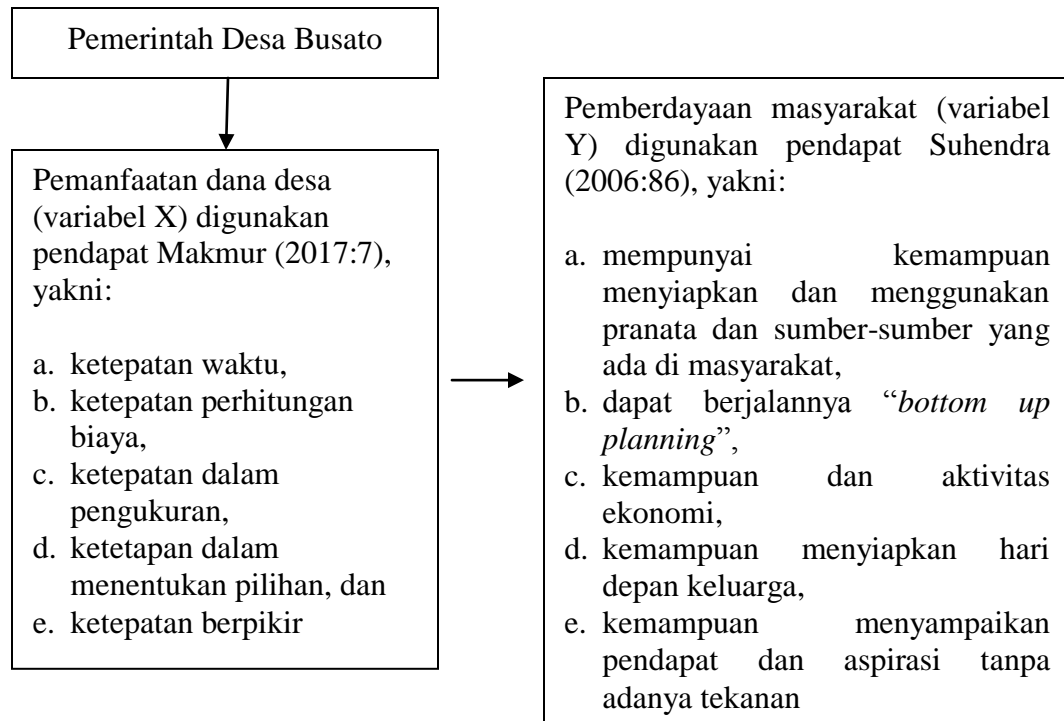 Pemerintah Desa Busato
Pemanfaatan dana desa
(variabel X) digunakan
pendapat Makmur (2017:7),
yakni:
a. ketepatan waktu,
b. ketepatan perhitungan
biaya,
c. ketepatan dalam
pengukuran,
d. ketetapan dalam
menentukan pilihan, dan
e. ketepatan berpikir
Pemberdayaan masyarakat (variabel
Y) digunakan pendapat Suhendra
(2006:86), yakni:
a. mempunyai kemampuan
menyiapkan dan menggunakan
pranata dan sumber-sumber yang
ada di masyarakat,
b. dapat berjalannya “bottom up
planning”,
c. kemampuan dan aktivitas
ekonomi,
d. kemampuan menyiapkan hari
depan keluarga,
e. kemampuan menyampaikan
pendapat dan aspirasi tanpa
adanya tekanan